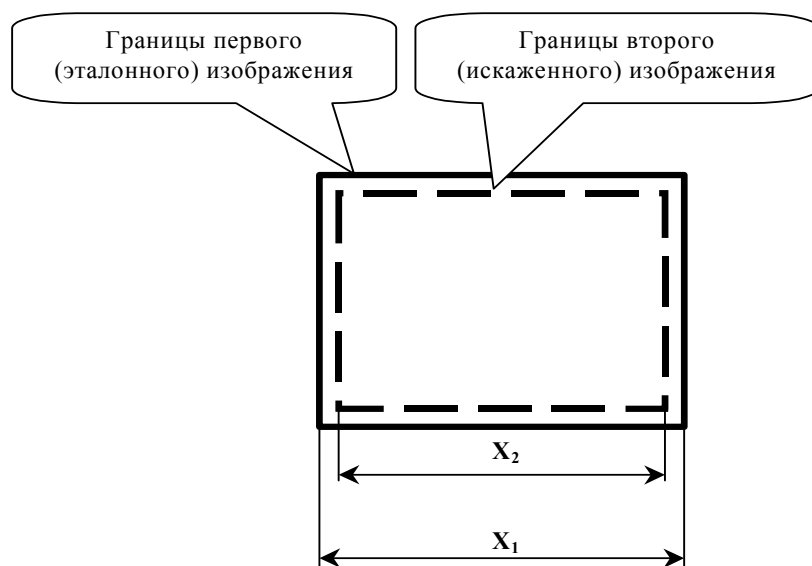 Границы первого
(эталонного) изображения
Границы второго
(искаженного) изображения
X₂
X₁